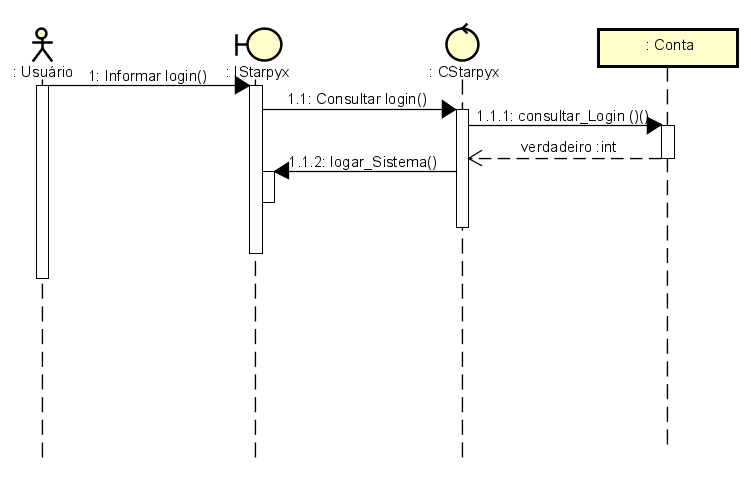 : Usuário
: IStarpyx
: CStarpyx
: Conta
1: Informar login()
1.1: Consultar login()
1.1.1: consultar_Login ()()
verdadeiro :int
1.1.2: logar_Sistema()